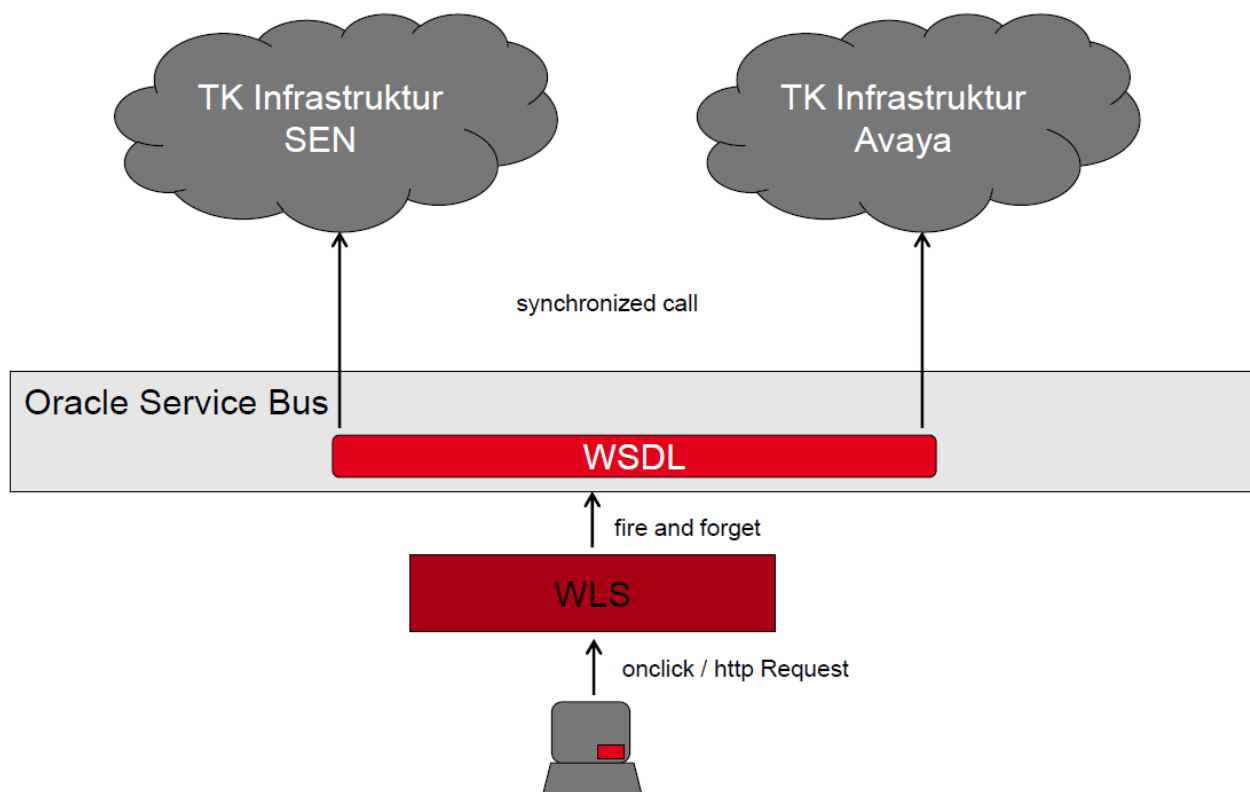 TK Infrastruktur
SEN
TK Infrastruktur
Avaya
synchronized call
Oracle Service Bus
WSDL
fire and forget
WLS
onclick / http Request